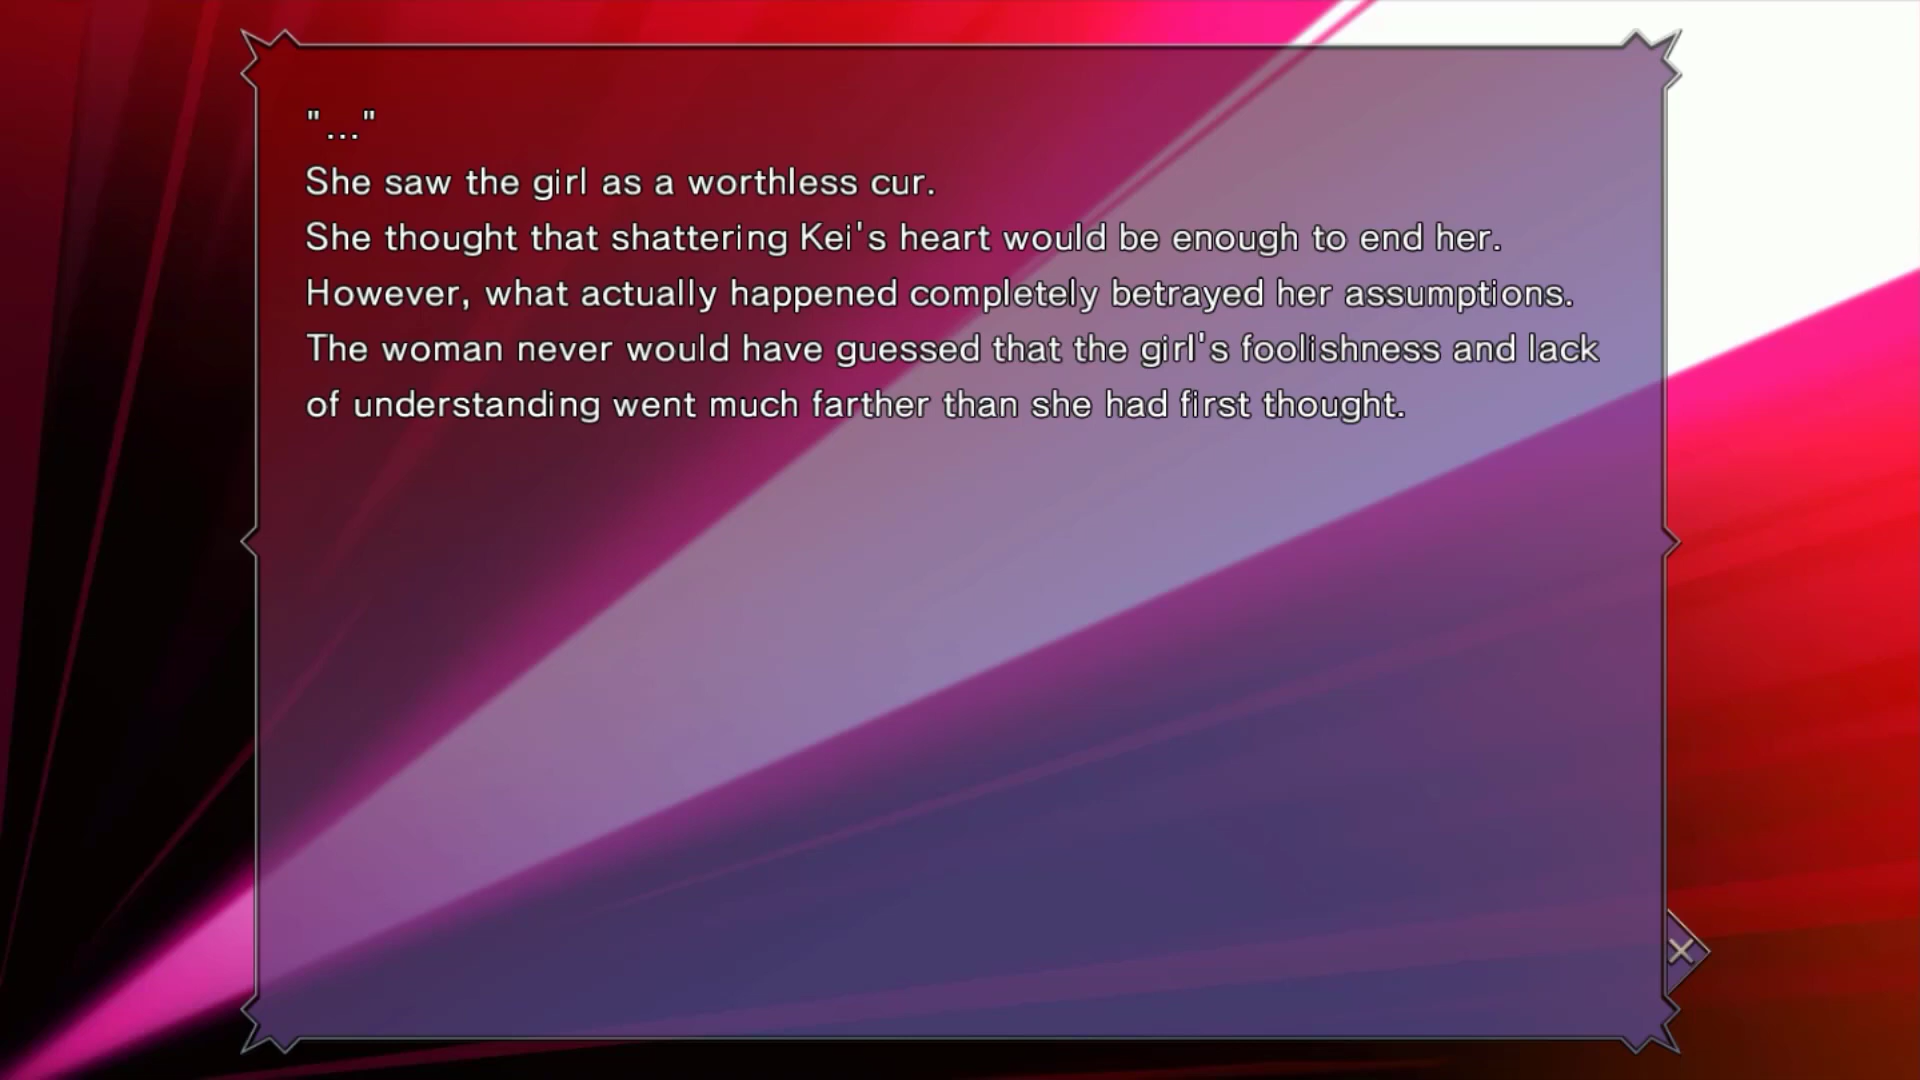 "..."
She saw the girl as a worthless cur.
She thought that shattering Kei's heart would be enough to end her.
However, what actually happened completely betrayed her assumptions.
The woman never would have guessed that the girl's foolishness and lack
of understanding went much farther than she had first thought.